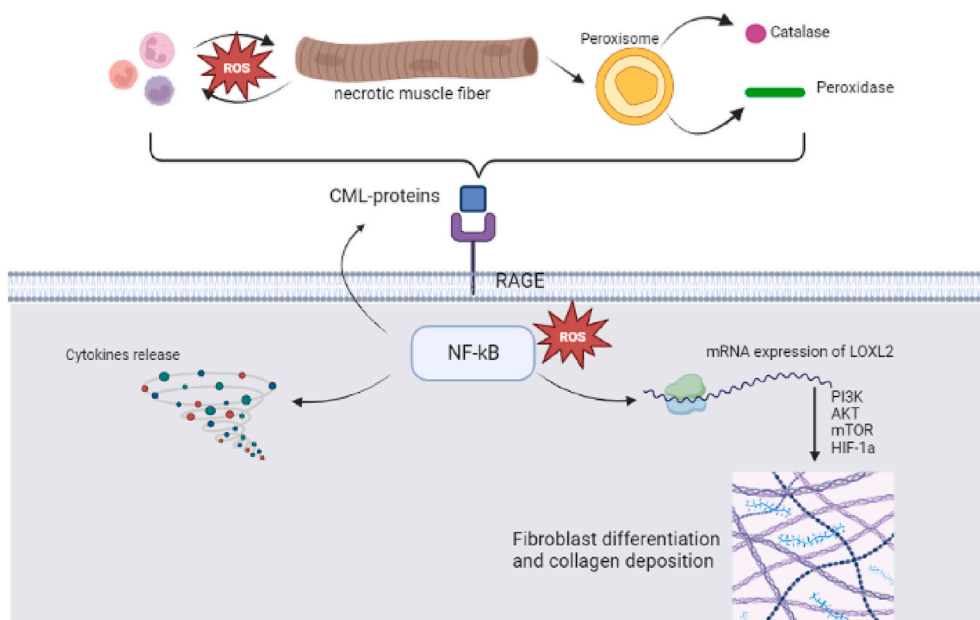 Peroxisome
Catalase
ROS
necrotic muscle fiber
Peroxidase
CML-proteins
RAGE
NF-kB
ROS
Cytokines release
mRNA expression of LOXL2
PI3K
AKT
mTOR
HIF-1a
Fibroblast differentiation
and collagen deposition